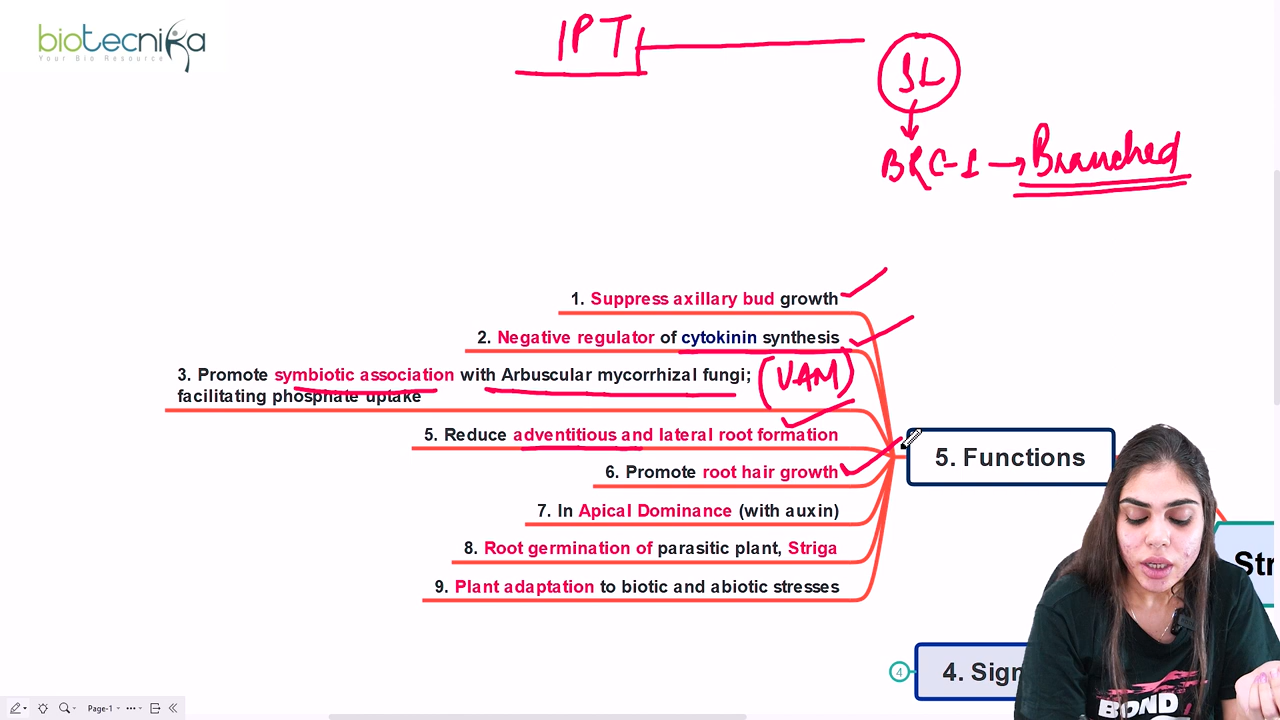 biotecnika
Your Bio Resource
IPT
SL
BRC-1 → Branched
1. Suppress axillary bud growth
2. Negative regulator of cytokinin synthesis
3. Promote symbiotic association with Arbuscular mycorrhizal fungi;
facilitating phosphate uptake
(VAM)
5. Reduce adventitious and lateral root formation
6. Promote root hair growth
7. In Apical Dominance (with auxin)
8. Root germination of parasitic plant, Striga
9. Plant adaptation to biotic and abiotic stresses
5. Functions
Str
4
4. Sign
BOND
Page-1